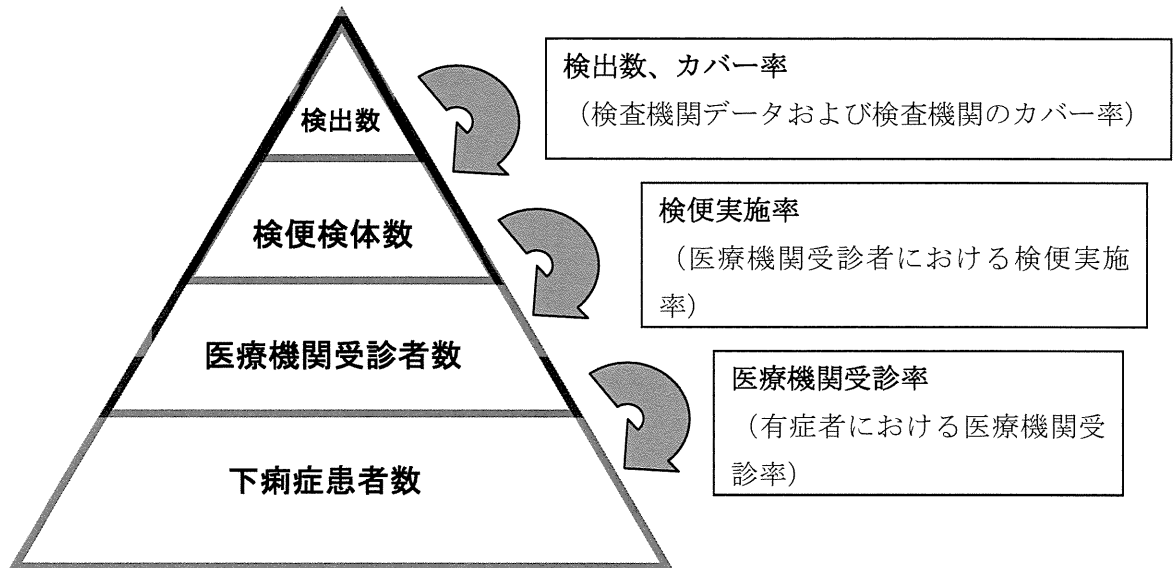 検出数
検便検体数
医療機関受診者数
下痢症患者数
検出数、カバー率
（検査機関データおよび検査機関のカバー率）
検便実施率
（医療機関受診者における検便実施
率）
医療機関受診率
（有症者における医療機関受
診率）